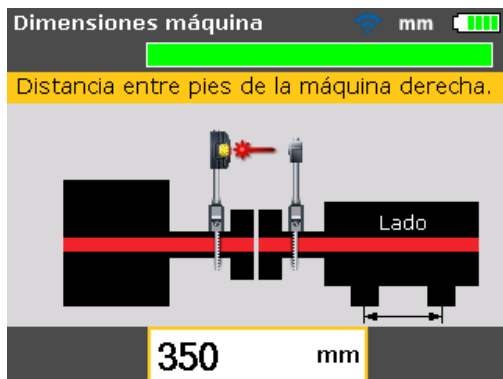 Dimensiones máquina mm
Distancia entre pies de la máquina derecha.
Lado
350 mm